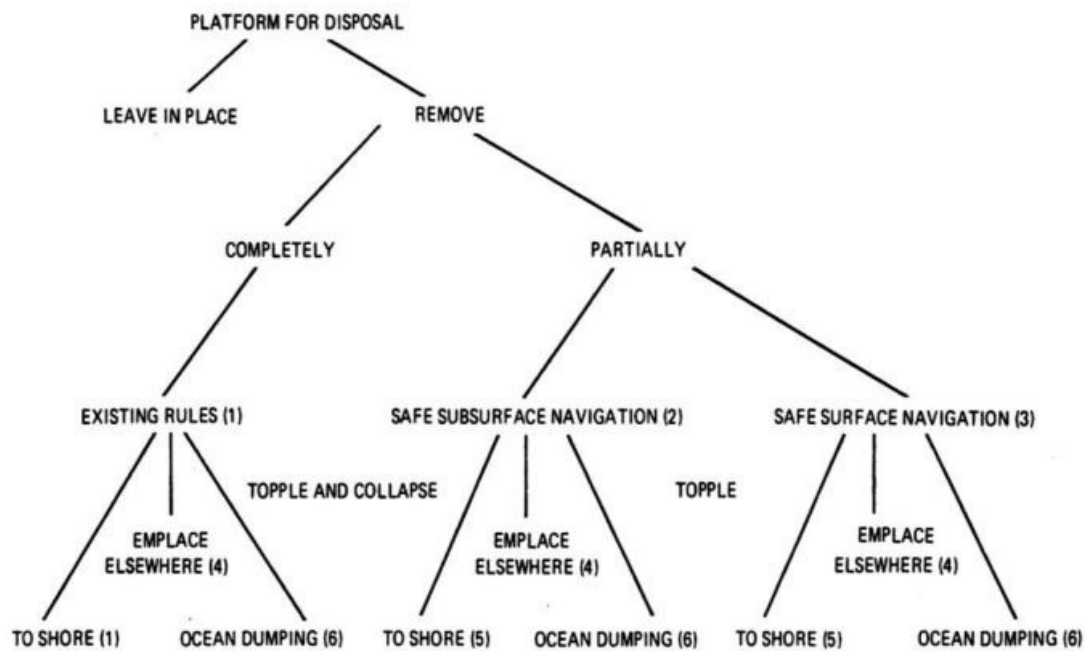 PLATFORM FOR DISPOSAL
LEAVE IN PLACE
REMOVE
COMPLETELY
PARTIALLY
EXISTING RULES (1)
SAFE SUBSURFACE NAVIGATION (2)
SAFE SURFACE NAVIGATION (3)
TOPPLE AND COLLAPSE
TOPPLE
EMPLACE
ELSEWHERE (4)
EMPLACE
ELSEWHERE (4)
EMPLACE
ELSEWHERE (4)
TO SHORE (1)
OCEAN DUMPING (6)
TO SHORE (5)
OCEAN DUMPING (6)
TO SHORE (5)
OCEAN DUMPING (6)